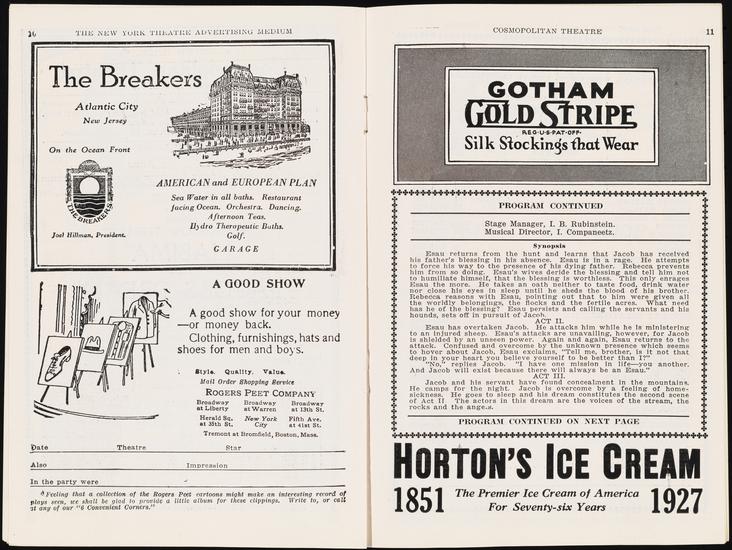 10 THE NEW YORK THEATRE ADVERTISING MEDIUM
The Breakers
Atlantic City
New Jersey
On the Ocean Front
THE BREAKERS
Joel Hillman, President.
AMERICAN and EUROPEAN PLAN
Sea Water in all baths. Restaurant
facing Ocean. Orchestra. Dancing.
Afternoon Teas.
Hydro Therapeutic Baths.
Golf.
GARAGE
A GOOD SHOW
A good show for your money
—or money back.
Clothing, furnishings, hats and
shoes for men and boys.
Style. Quality. Value.
Mail Order Shopping Service
ROGERS PEET COMPANY
Broadway Broadway Broadway
at Liberty at Warren at 13th St.
Herald Sq. New York Fifth Ave.
at 35th St. City at 41st St.
Tremont at Bromfield, Boston, Mass.
Date Theatre Star
Also Impression
In the party were
Feeling that a collection of the Rogers Peet cartoons might make an interesting record of
plays seen, we shall be glad to provide a little album for these clippings. Write to, or call
at any of our "6 Convenient Corners."
COSMOPOLITAN THEATRE 11
GOTHAM
GOLD STRIPE
REG·U·S·PAT·OFF·
Silk Stockings that Wear
PROGRAM CONTINUED
Stage Manager, I. B. Rubinstein.
Musical Director, I. Companeetz.
Synopsis
Esau returns from the hunt and learns that Jacob has received
his father's blessing in his absence. Esau is in a rage. He attempts
to force his way to the presence of his dying father. Rebecca prevents
him from so doing. Esau's wives deride the blessing and tell him not
to humiliate himself, that the blessing is worthless. This only enrages
Esau the more. He takes an oath neither to taste food, drink water
nor close his eyes in sleep until he sheds the blood of his brother.
Rebecca reasons with Esau, pointing out that to him were given all
the worldly belongings, the flocks and the fertile acres. What need
has he of the blessing? Esau persists and calling the servants and his
hounds, sets off in pursuit of Jacob.
ACT II.
Esau has overtaken Jacob. He attacks him while he is ministering
to an injured sheep. Esau's attacks are unavailing, however, for Jacob
is shielded by an unseen power. Again and again, Esau returns to the
attack. Confused and overcome by the unknown presence which seems
to hover about Jacob, Esau exclaims, "Tell me, brother, is it not that
deep in your heart you believe yourself to be better than I?"
"No," replies Jacob. "I have one mission in life—you another.
And Jacob will exist because there will always be an Esau."
ACT III.
Jacob and his servant have found concealment in the mountains.
He camps for the night. Jacob is overcome by a feeling of home-
sickness. He goes to sleep and his dream constitutes the second scene
of Act II The actors in this dream are the voices of the stream, the
rocks and the ange.s.
PROGRAM CONTINUED ON NEXT PAGE
HORTON'S ICE CREAM
1851 The Premier Ice Cream of America 1927
For Seventy-six Years